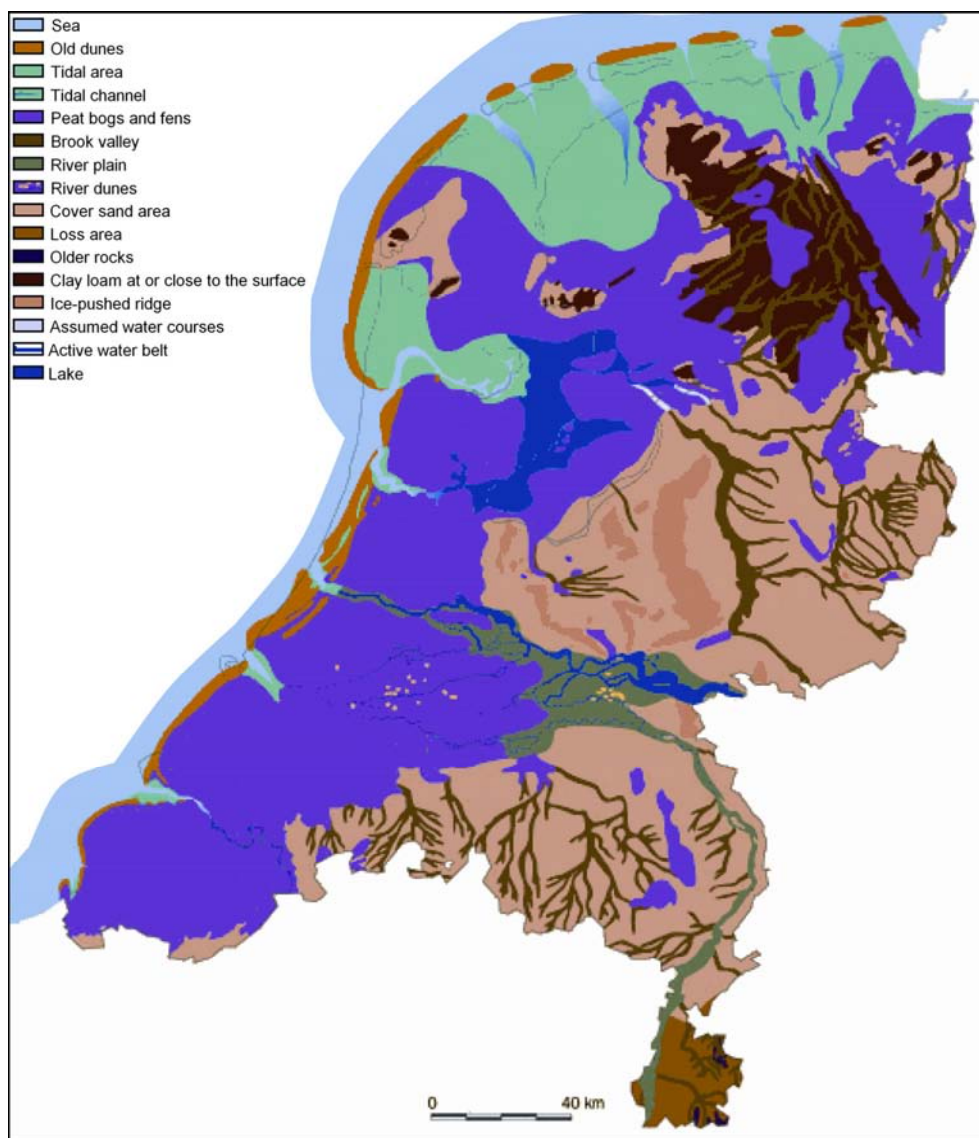 Sea
Old dunes
Tidal area
Tidal channel
Peat bogs and fens
Brook valley
River plain
River dunes
Cover sand area
Loss area
Older rocks
Clay loam at or close to the surface
Ice-pushed ridge
Assumed water courses
Active water belt
Lake
0 40 km